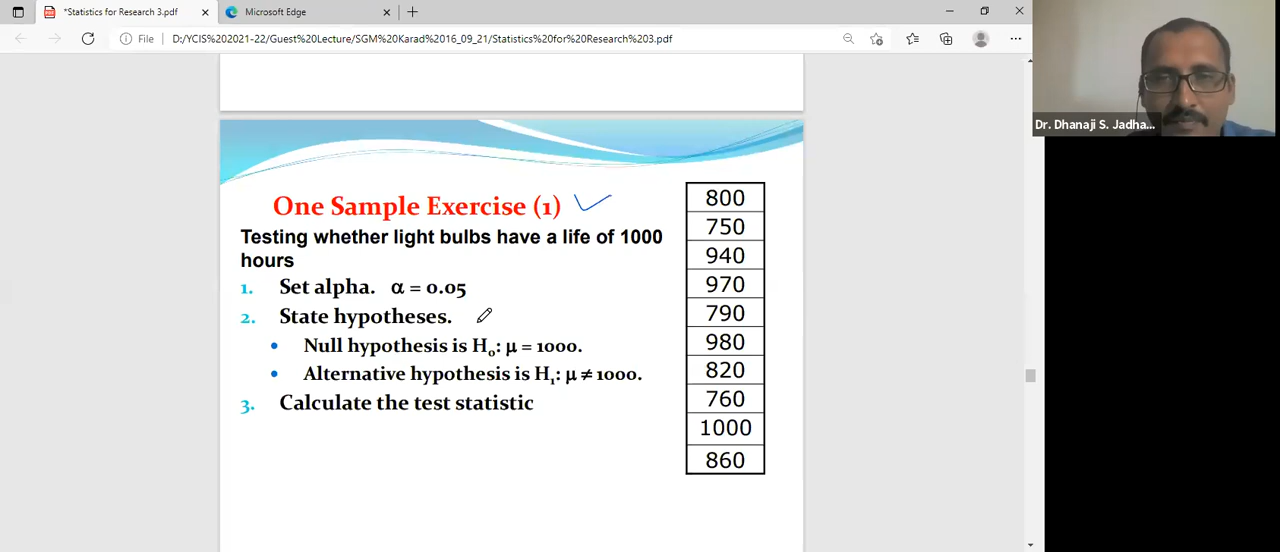 *Statistics for Research 3.pdf
Microsoft Edge
File
D:/YCIS%202021-22/Guest%20Lecture/SGM%20Karad%2016_09_21/Statistics%20for%20Research%203.pdf
Dr. Dhanaji S. Jadha...
One Sample Exercise (1)
Testing whether light bulbs have a life of 1000
hours
1. Set alpha. α = 0.05
2. State hypotheses.
• Null hypothesis is H₀: μ = 1000.
• Alternative hypothesis is H₁: μ ≠ 1000.
3. Calculate the test statistic
800
750
940
970
790
980
820
760
1000
860